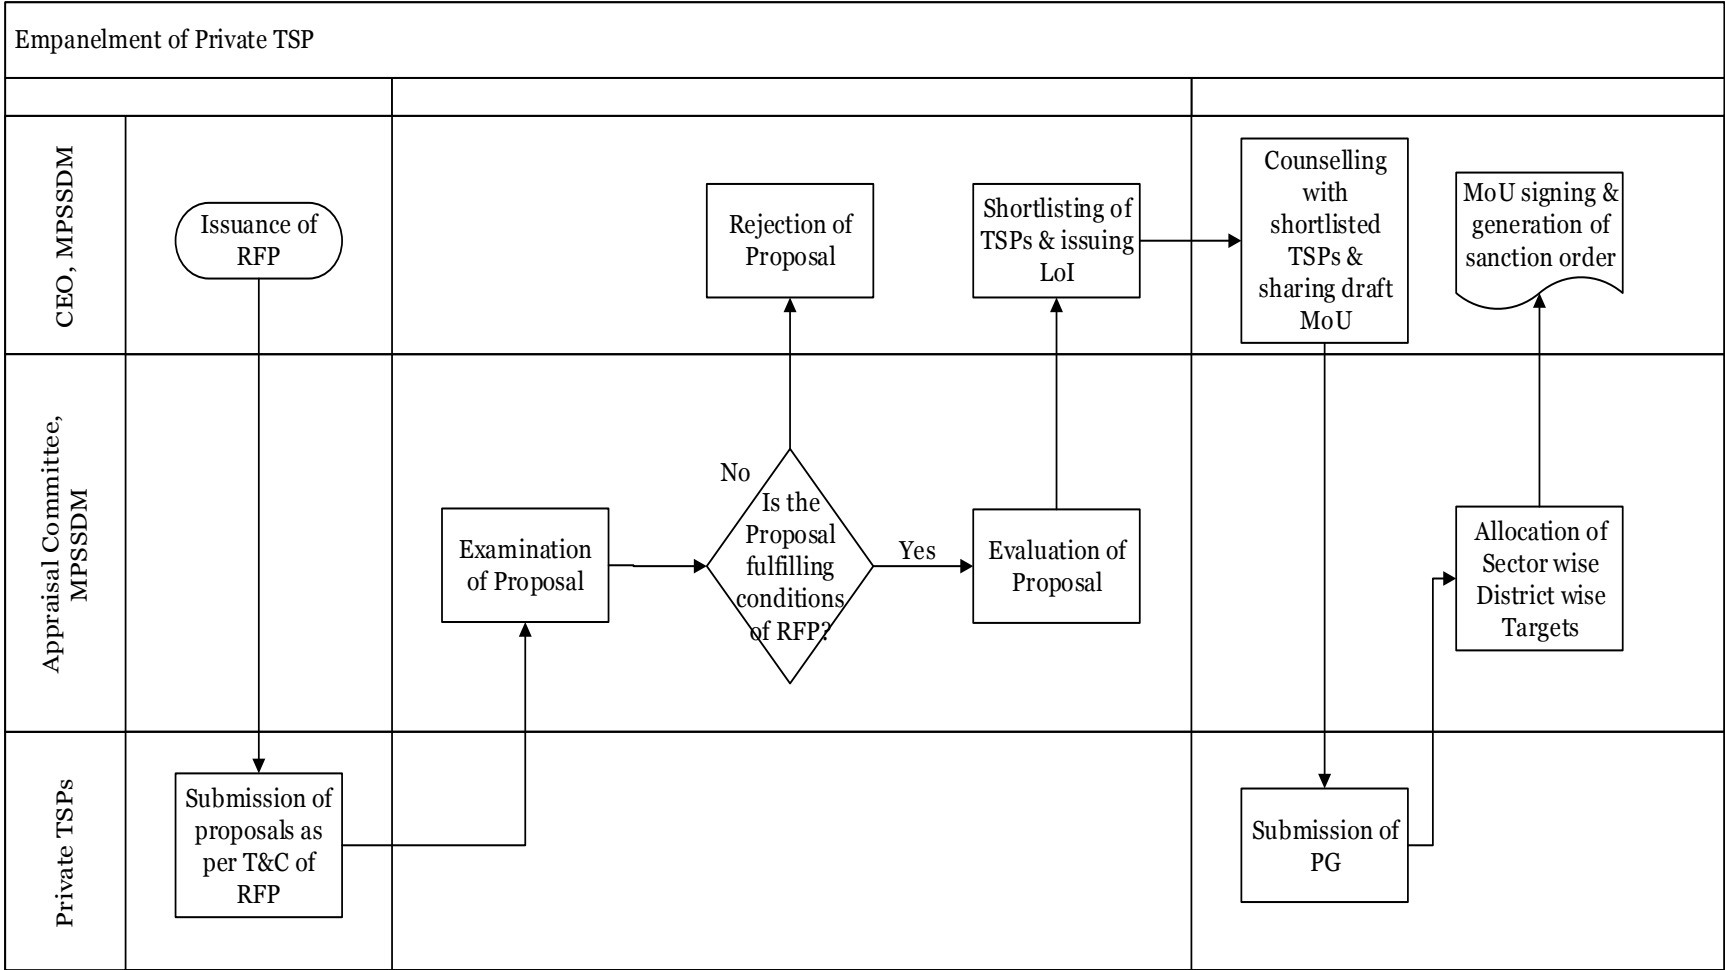 Empanelment of Private TSP
CEO, MPSSDM
Issuance of
RFP
Rejection of
Proposal
Shortlisting of
TSPs & issuing
LoI
Counselling
with
shortlisted
TSPs &
sharing draft
MoU
MoU signing &
generation of
sanction order
Appraisal Committee,
MPSSDM
Examination
of Proposal
No
Is the
Proposal
fulfilling
conditions
of RFP?
Yes
Evaluation of
Proposal
Allocation of
Sector wise
District wise
Targets
Private TSPs
Submission of
proposals as
per T&C of
RFP
Submission of
PG